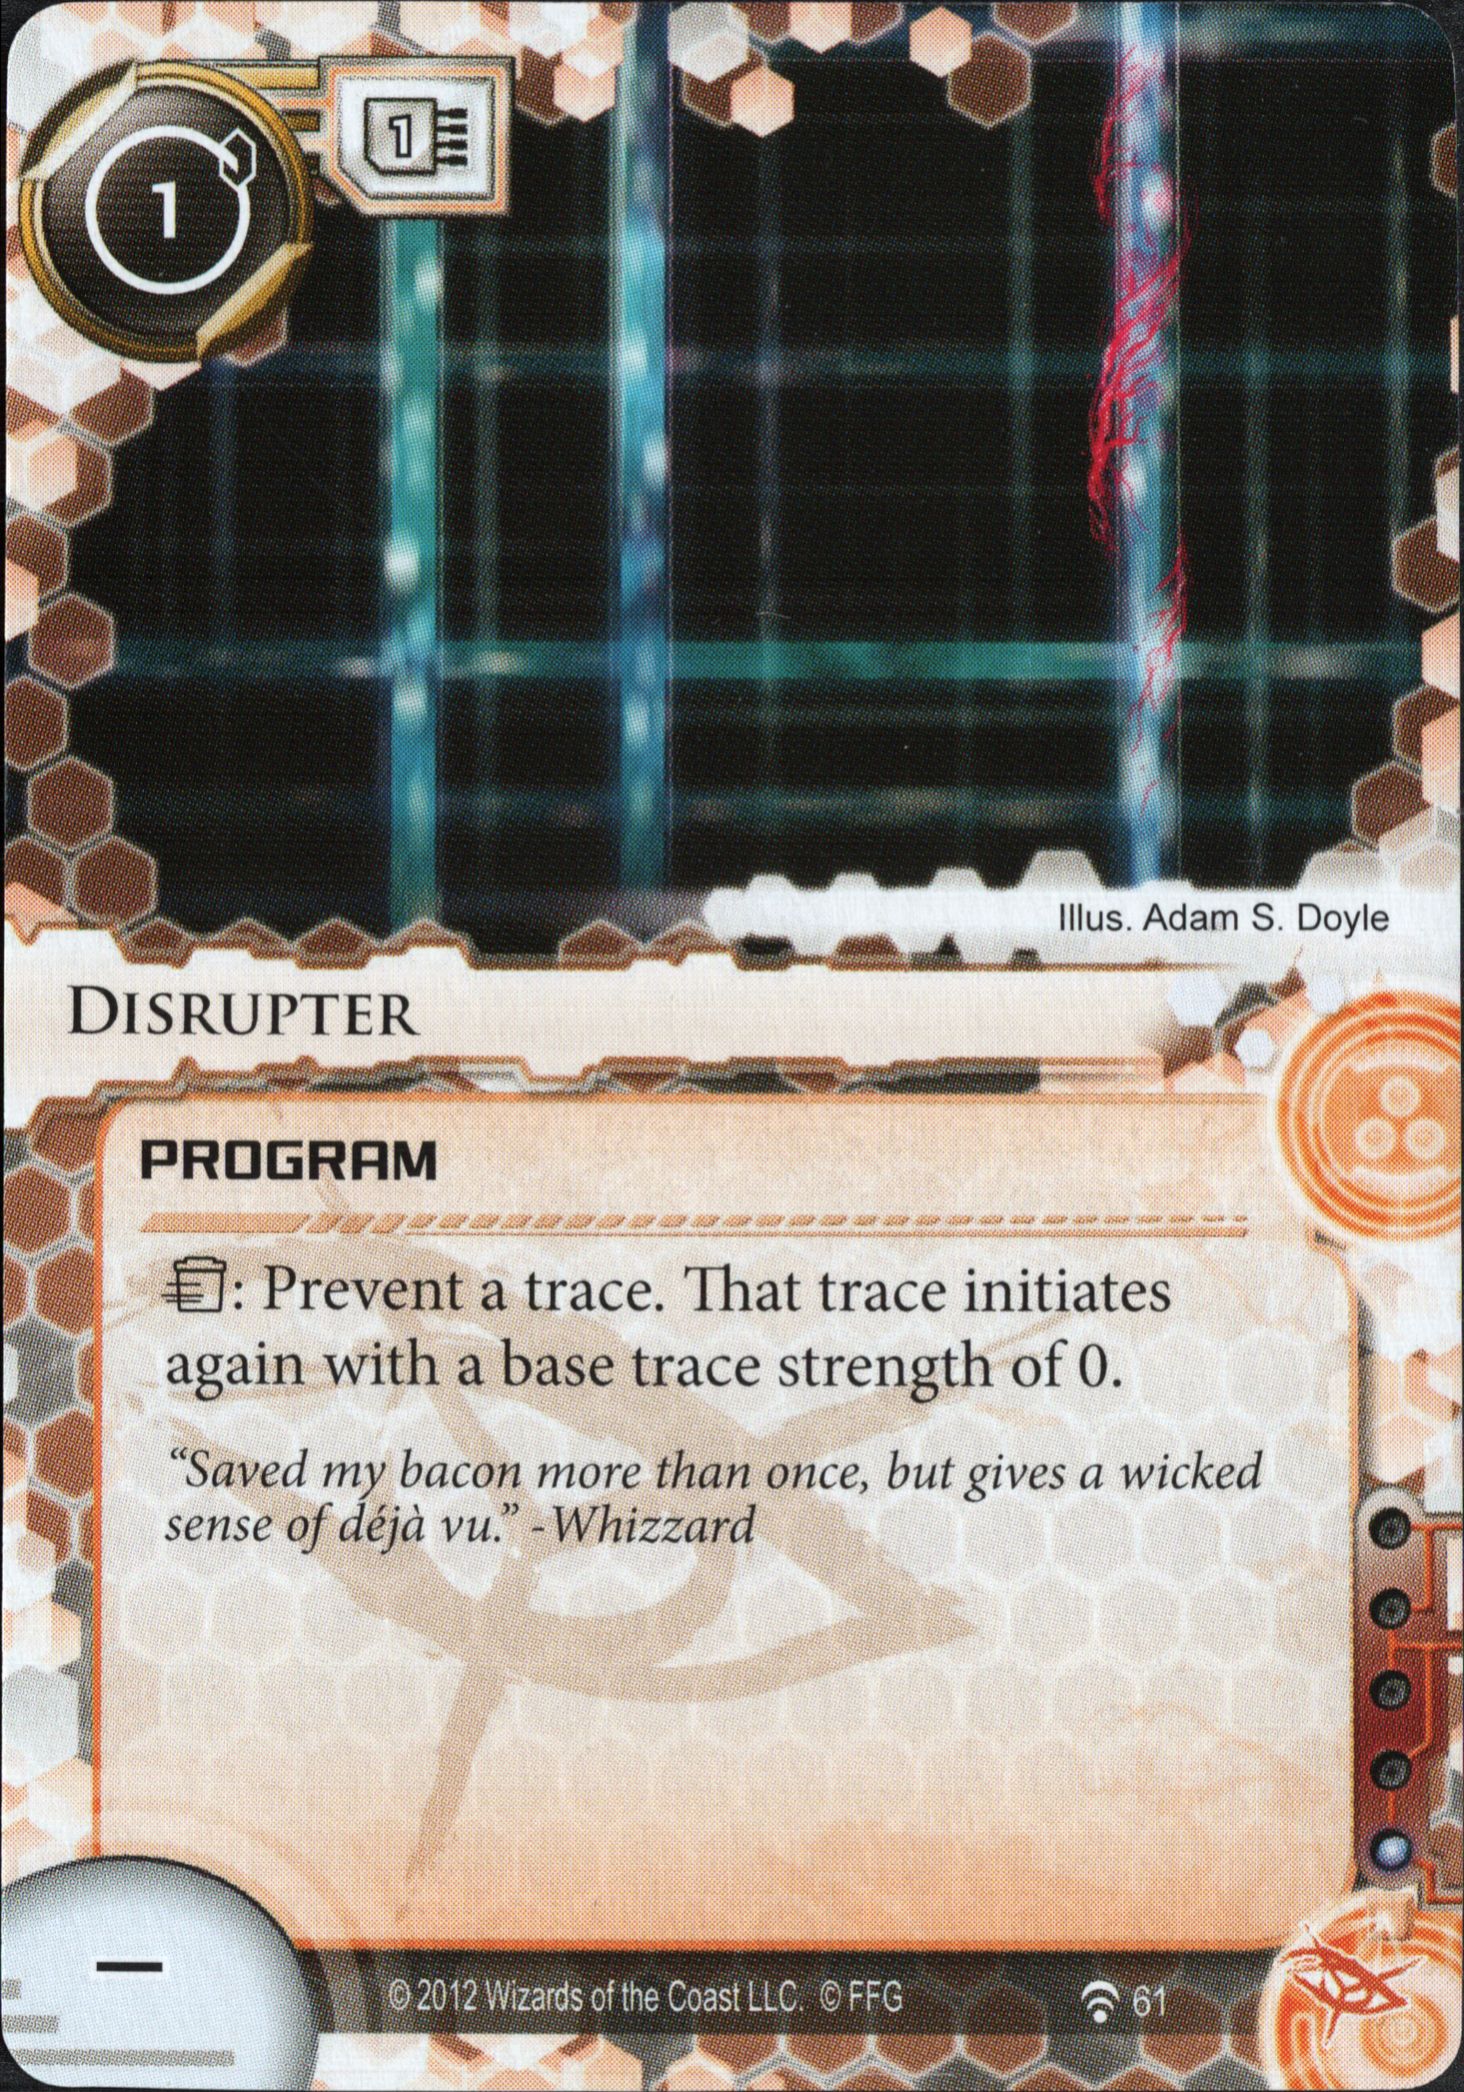 1
1
Illus. Adam S. Doyle
DISRUPTER
PROGRAM
: Prevent a trace. That trace initiates
again with a base trace strength of 0.
“Saved my bacon more than once, but gives a wicked
sense of déjà vu.” -Whizzard
–
© 2012 Wizards of the Coast LLC. © FFG
61